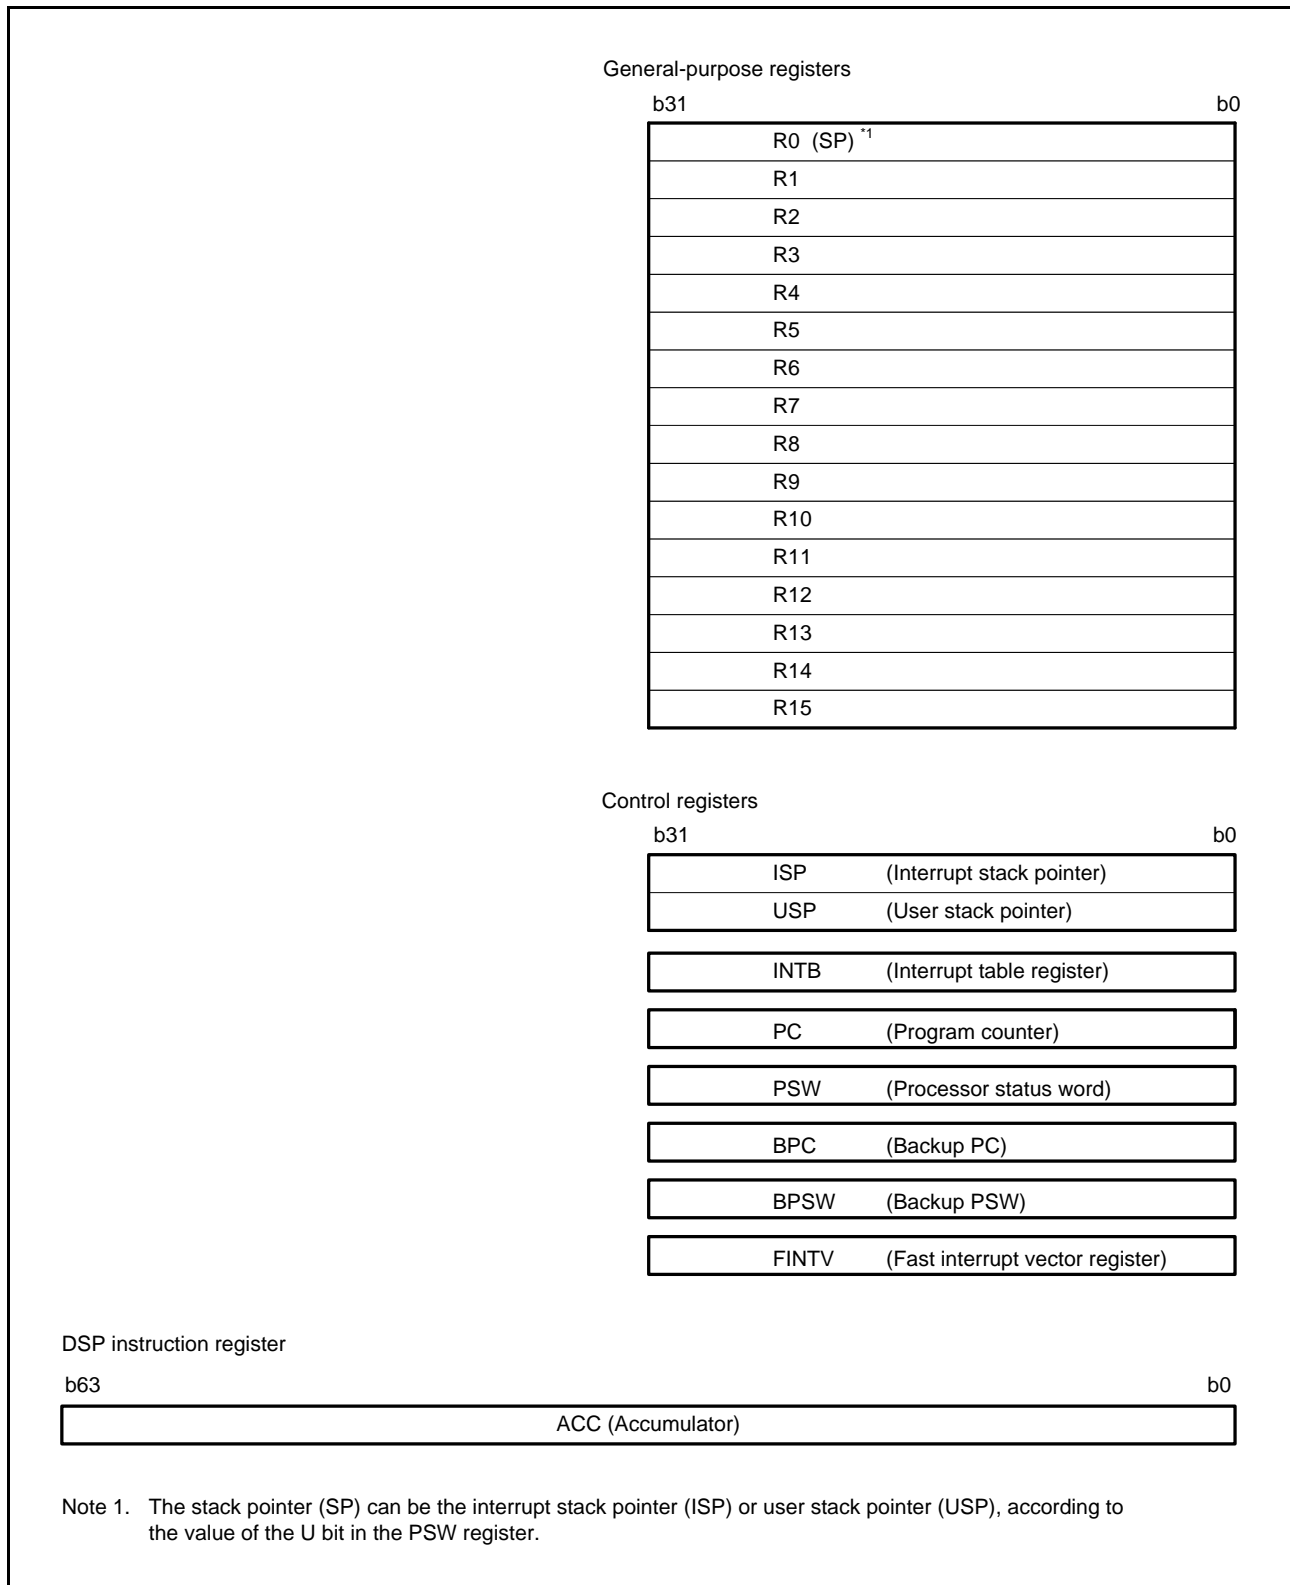 General-purpose registers
b31 b0
R0 (SP) *1
R1
R2
R3
R4
R5
R6
R7
R8
R9
R10
R11
R12
R13
R14
R15
Control registers
b31 b0
ISP (Interrupt stack pointer)
USP (User stack pointer)
INTB (Interrupt table register)
PC (Program counter)
PSW (Processor status word)
BPC (Backup PC)
BPSW (Backup PSW)
FINTV (Fast interrupt vector register)
DSP instruction register
b63 b0
ACC (Accumulator)
Note 1. The stack pointer (SP) can be the interrupt stack pointer (ISP) or user stack pointer (USP), according to
the value of the U bit in the PSW register.